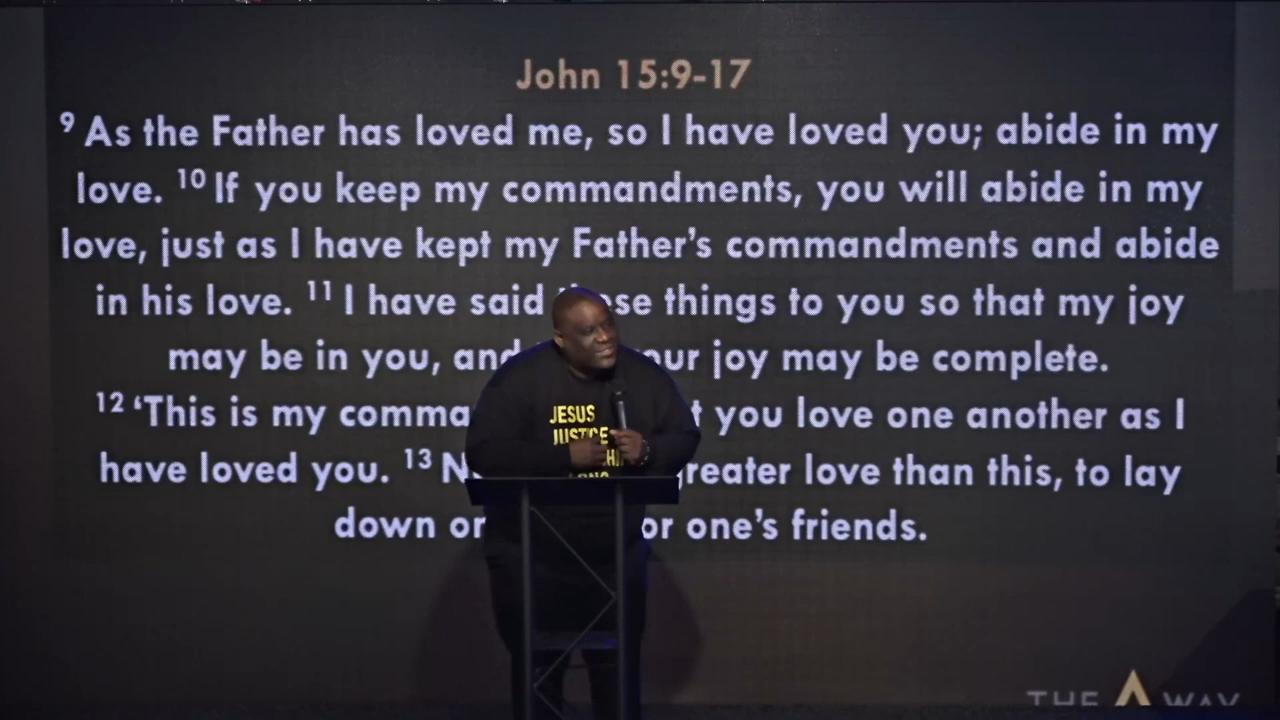 John 15:9-17
9 As the Father has loved me, so I have loved you; abide in my
love. 10 If you keep my commandments, you will abide in my
love, just as I have kept my Father's commandments and abide
in his love. 11 I have said these things to you so that my joy
may be in you, and our joy may be complete.
12 ‘This is my comma t you love one another as I
have loved you. 13 N greater love than this, to lay
down or one's friends.
JESUS
JUSTICE
THE WAY